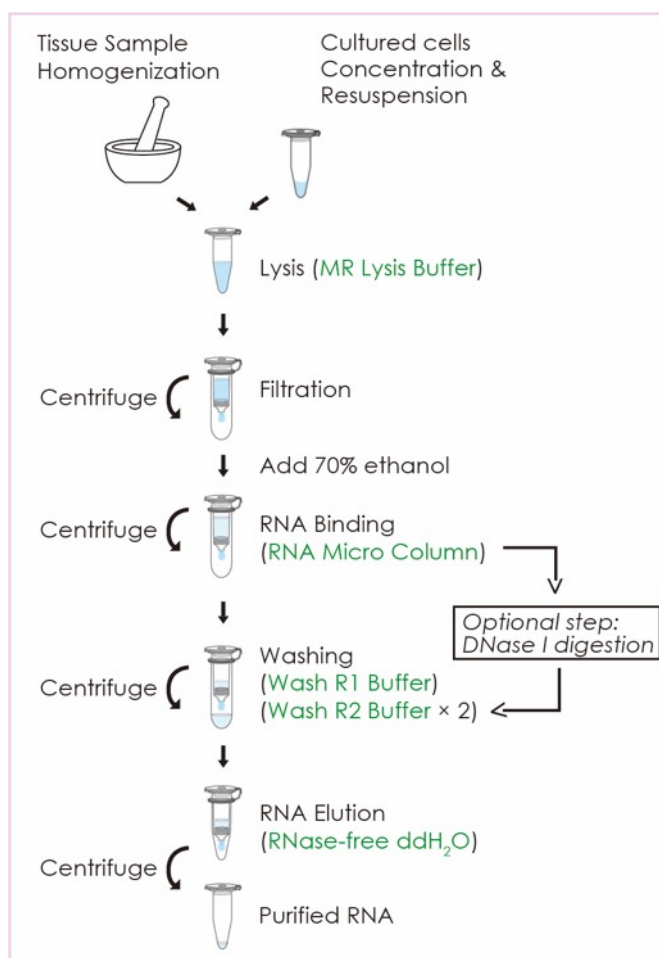 Tissue Sample
Homogenization
Cultured cells
Concentration &
Resuspension
Lysis (MR Lysis Buffer)
Centrifuge
Filtration
Add 70% ethanol
Centrifuge
RNA Binding
(RNA Micro Column)
Optional step:
DNase I digestion
Centrifuge
Washing
(Wash R1 Buffer)
(Wash R2 Buffer × 2)
RNA Elution
(RNase-free ddH₂O)
Centrifuge
Purified RNA